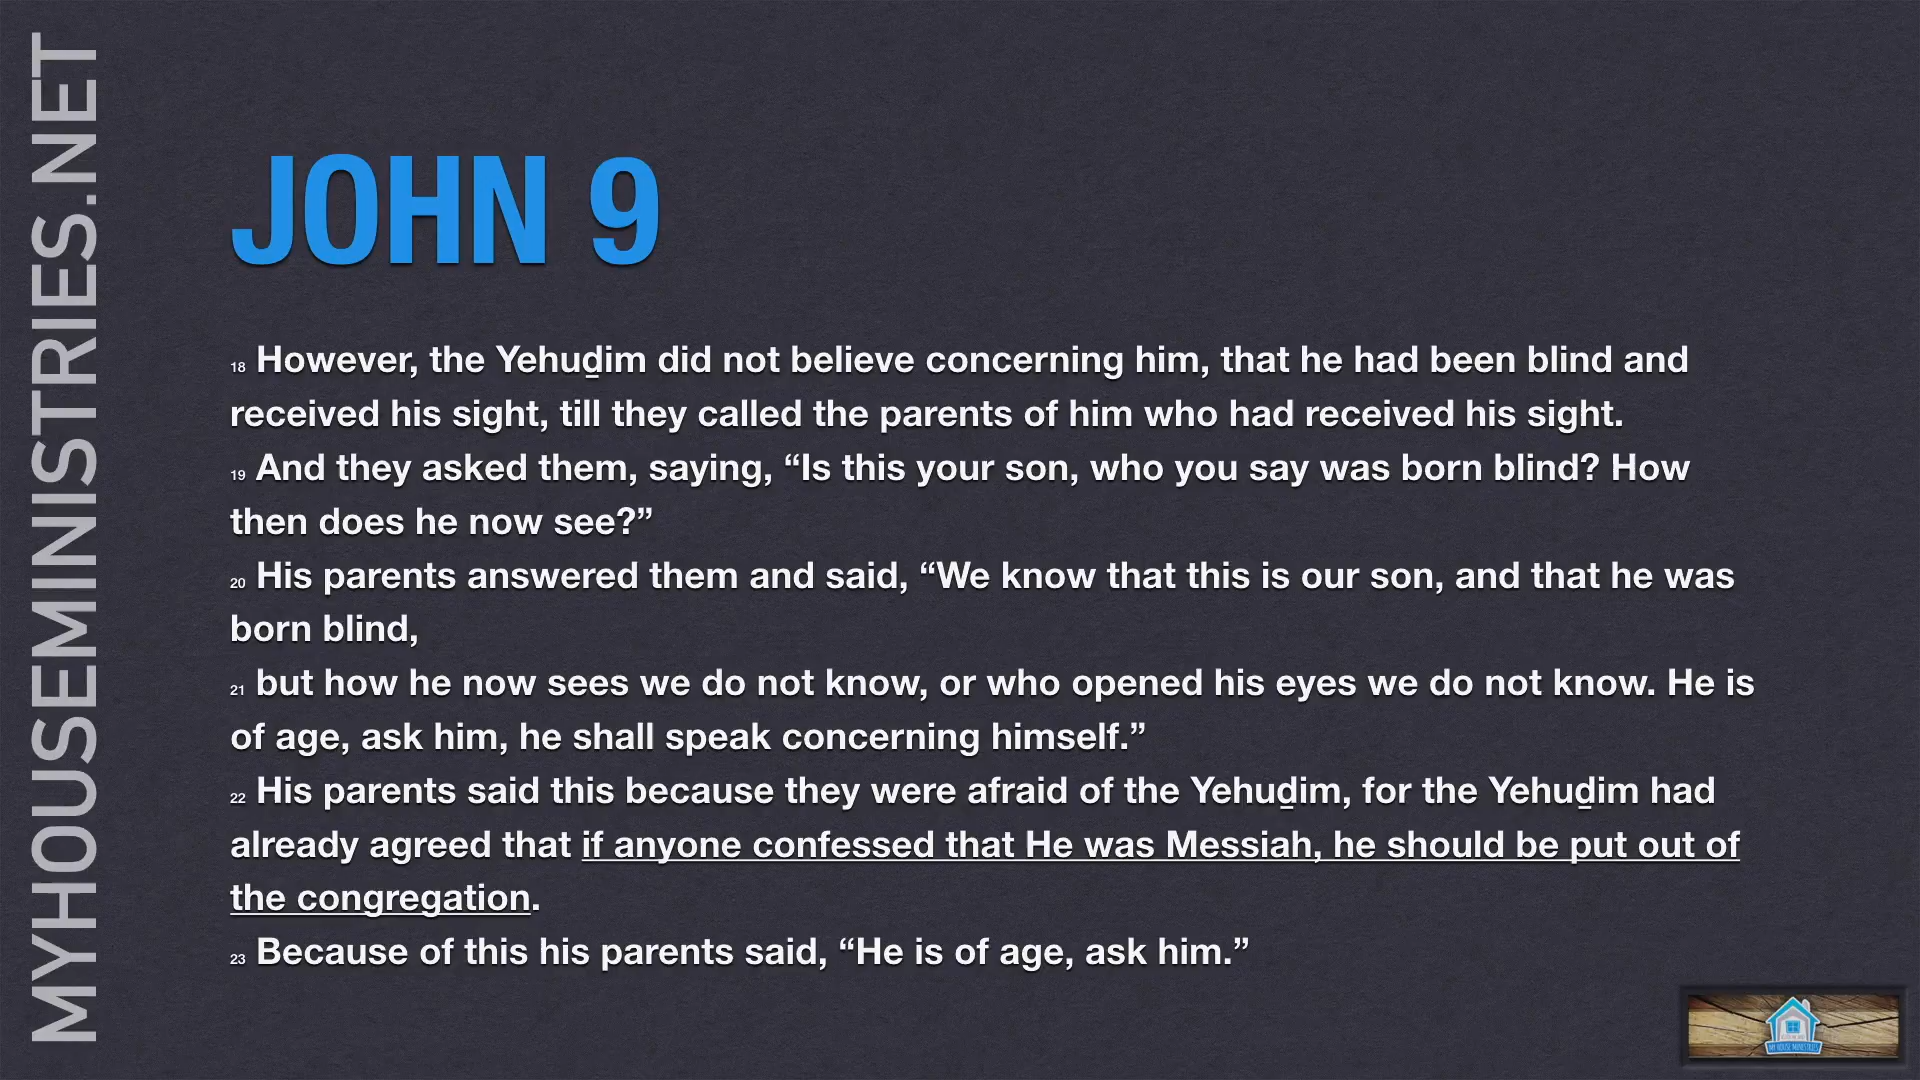 MYHOUSEMINISTRIES.NET
JOHN 9
18 However, the Yehuḏim did not believe concerning him, that he had been blind and
received his sight, till they called the parents of him who had received his sight.
19 And they asked them, saying, “Is this your son, who you say was born blind? How
then does he now see?”
20 His parents answered them and said, “We know that this is our son, and that he was
born blind,
21 but how he now sees we do not know, or who opened his eyes we do not know. He is
of age, ask him, he shall speak concerning himself.”
22 His parents said this because they were afraid of the Yehuḏim, for the Yehuḏim had
already agreed that if anyone confessed that He was Messiah, he should be put out of
the congregation.
23 Because of this his parents said, “He is of age, ask him.”
MY HOUSE MINISTRIES